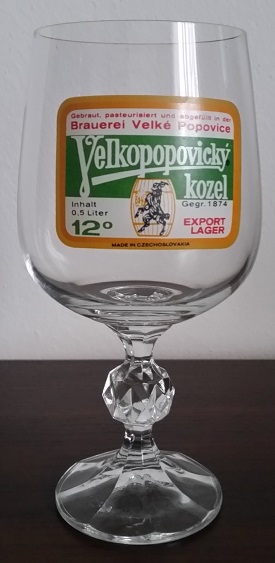 Gebraut, pasteurisiert und abgefüllt in der
Brauerei Velké Popovice
Velkopopovický
kozel
Inhalt
0,5 Liter
12°
Gegr. 1874
EXPORT
LAGER
MADE IN CZECHOSLOVAKIA